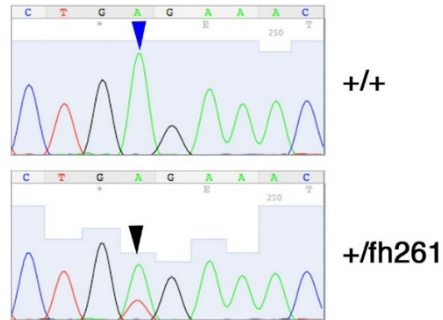 C T G A G A A A C
* E T
250
+/+
C T G A G A A A C
* E T
250
+/fh261